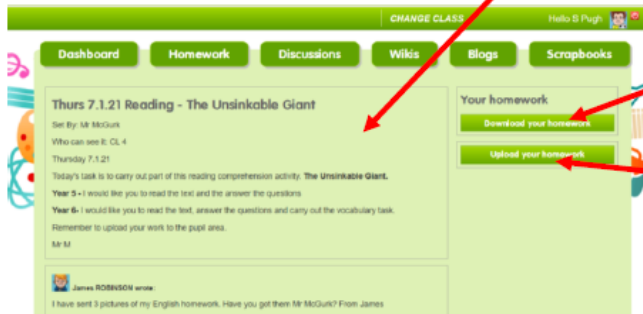 CHANGE CLASS Hello B Pugh
Dashboard Homework Discussions Wikis Blogs Scrapbooks
Thurs 7.1.21 Reading - The Unsinkable Giant
Set By: Mr McGurk
Who can see it: CL 4
Thursday 7.1.21
Today's task is to carry out part of this reading comprehension activity. The Unsinkable Giant.
Year 5 - I would like you to read the text and the answer the questions
Year 6- I would like you to read the text, answer the questions and carry out the vocabulary task.
Remember to upload your work to the pupil area.
Mr M
Your homework
Download your homework
Upload your homework
James ROBINSON wrote:
I have sent 3 pictures of my English homework. Have you got them Mr McGurk? From James